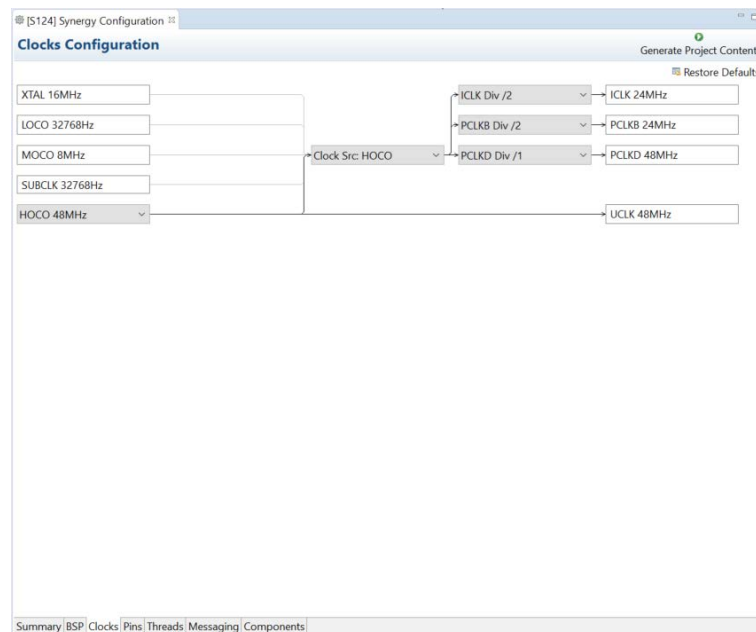 [S124] Synergy Configuration
Clocks Configuration
Generate Project Content
Restore Defaults
XTAL 16MHz
ICLK Div /2
ICLK 24MHz
LOCO 32768Hz
PCLKB Div /2
PCLKB 24MHz
MOCO 8MHz
Clock Src: HOCO
PCLKD Div /1
PCLKD 48MHz
SUBCLK 32768Hz
HOCO 48MHz
UCLK 48MHz
Summary BSP Clocks Pins Threads Messaging Components